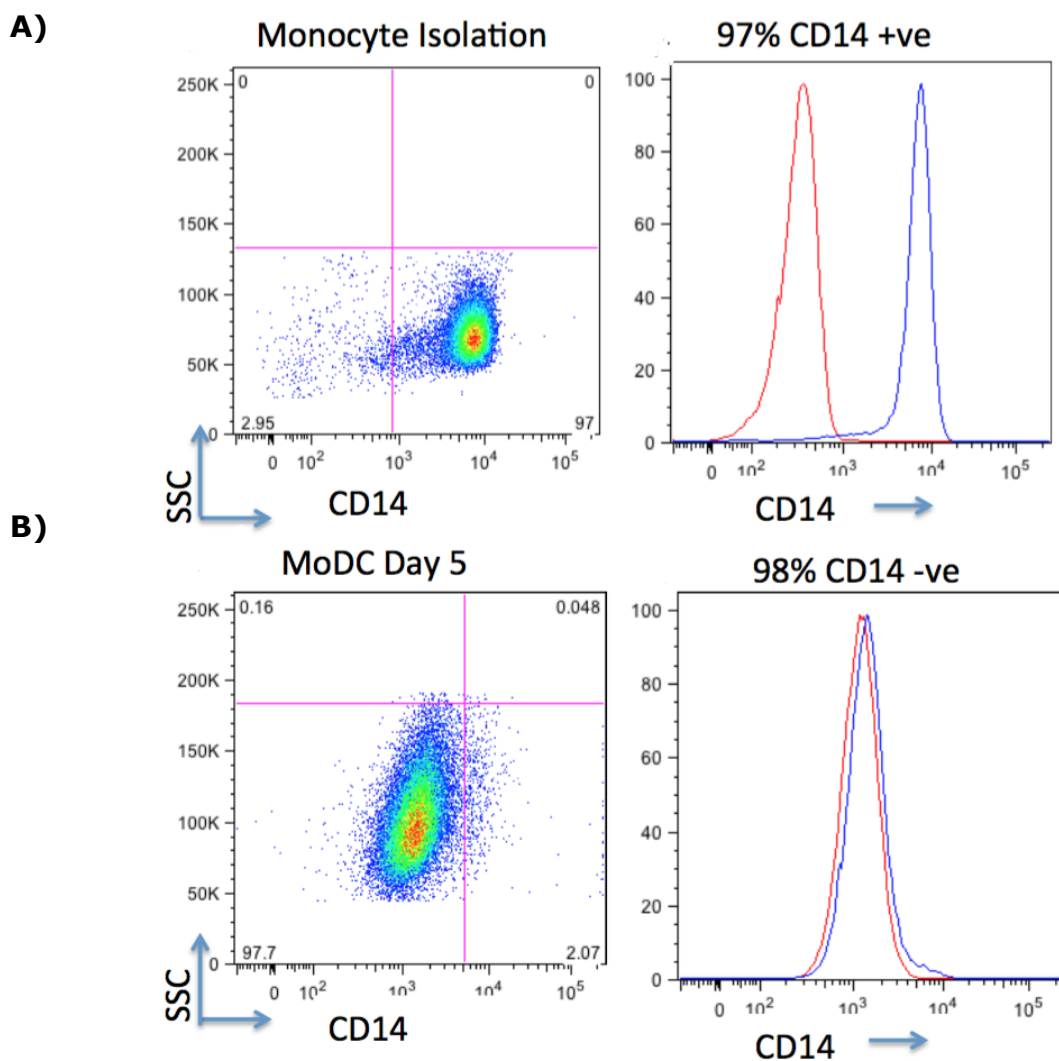 A)
Monocyte Isolation
97% CD14 +ve
0 0
250K
200K
150K
100K
50K
0
2.95 97
0 10² 10³ 10⁴ 10⁵
SSC
CD14
100
80
60
40
20
0
0 10² 10³ 10⁴ 10⁵
CD14
B)
MoDC Day 5
98% CD14 -ve
0.16 0.048
250K
200K
150K
100K
50K
0
97.7 2.07
0 10² 10³ 10⁴ 10⁵
SSC
CD14
100
80
60
40
20
0
0 10² 10³ 10⁴ 10⁵
CD14